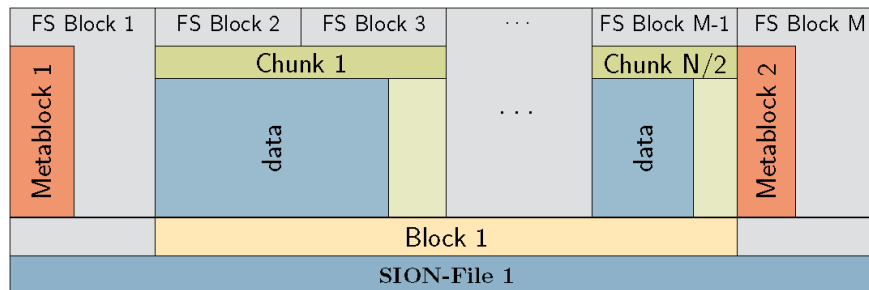 FS Block 1 FS Block 2 FS Block 3 ... FS Block M-1 FS Block M
Metablock 1 Chunk 1 Chunk N/2 Metablock 2
data ... data
Block 1
SION-File 1